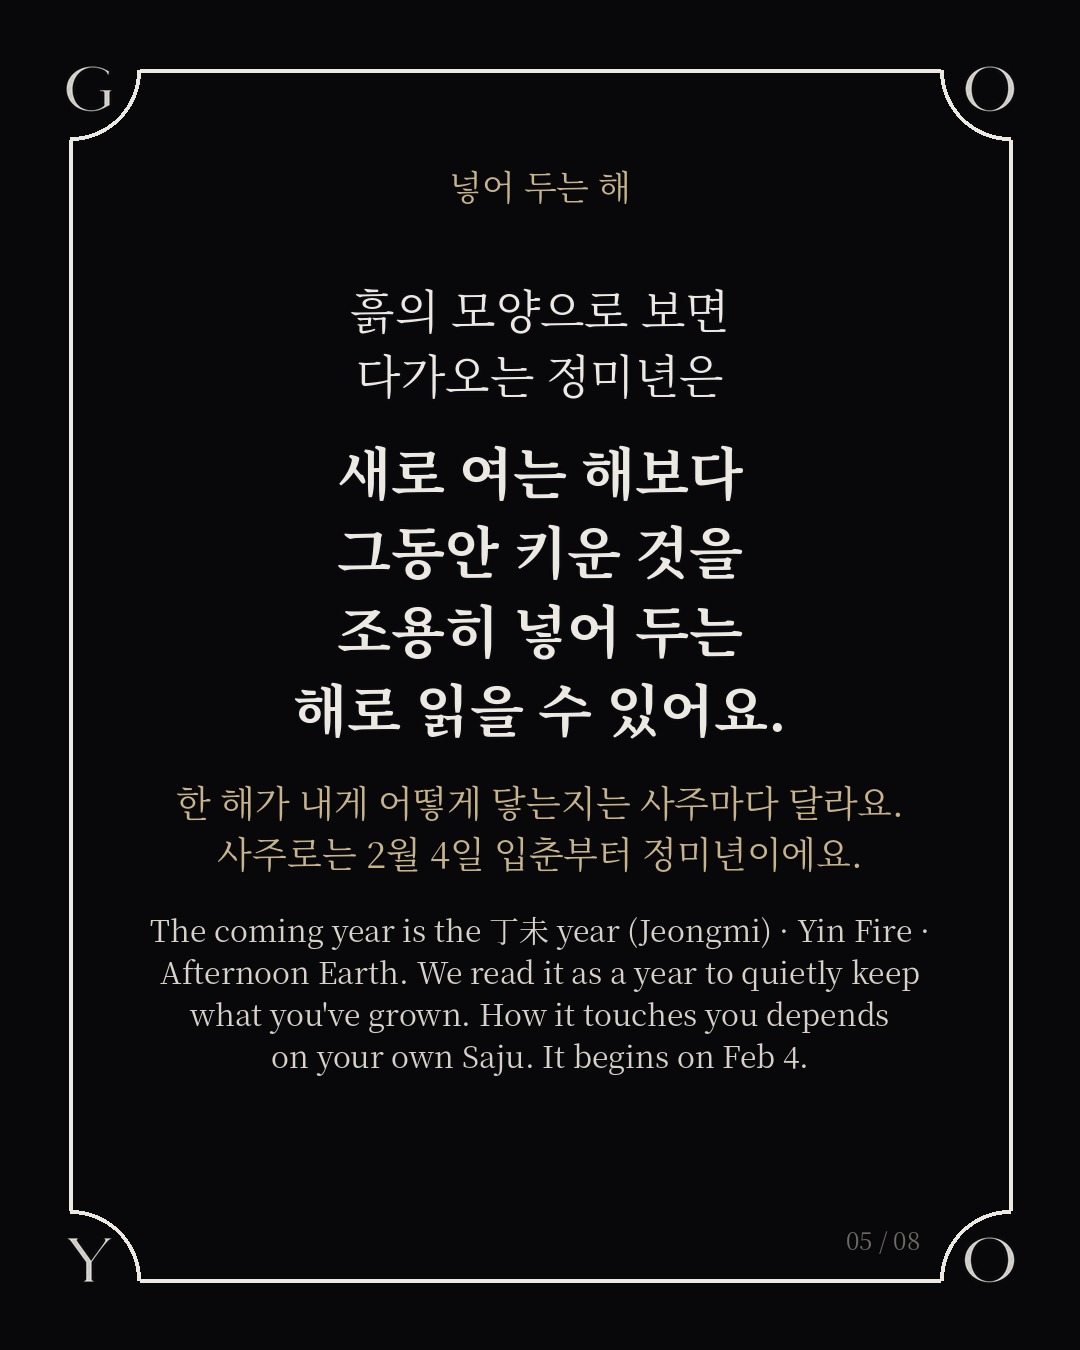 G O
넣어 두는 해
흙의 모양으로 보면
다가오는 정미년은
새로 여는 해보다
그동안 키운 것을
조용히 넣어 두는
해로 읽을 수 있어요.
한 해가 내게 어떻게 닿는지는 사주마다 달라요.
사주로는 2월 4일 입춘부터 정미년이에요.
The coming year is the 丁未 year (Jeongmi) · Yin Fire ·
Afternoon Earth. We read it as a year to quietly keep
what you've grown. How it touches you depends
on your own Saju. It begins on Feb 4.
05 / 08
Y O